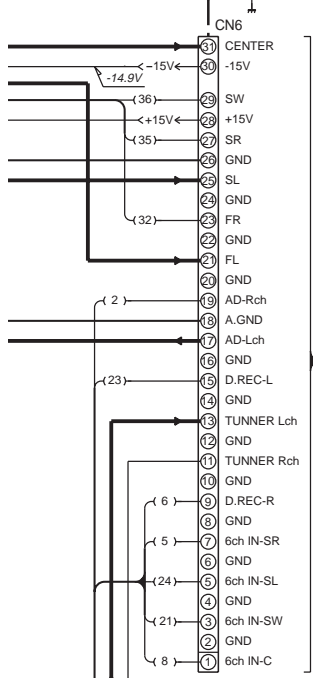 CN6
31 CENTER
-15V 30 -15V
-14.9V
(36) 29 SW
+15V 28 +15V
(35) 27 SR
26 GND
25 SL
24 GND
(32) 23 FR
22 GND
21 FL
20 GND
( 2 ) 19 AD-Rch
18 A.GND
17 AD-Lch
16 GND
(23) 15 D.REC-L
14 GND
13 TUNNER Lch
12 GND
11 TUNNER Rch
10 GND
( 6 ) 9 D.REC-R
8 GND
( 5 ) 7 6ch IN-SR
6 GND
(24) 5 6ch IN-SL
4 GND
(21) 3 6ch IN-SW
2 GND
( 8 ) 1 6ch IN-C